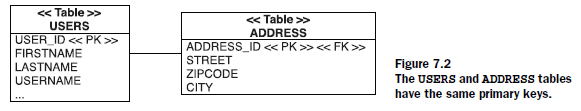 << Table >>
USERS
USER_ID << PK >>
FIRSTNAME
LASTNAME
USERNAME
...
<< Table >>
ADDRESS
ADDRESS_ID << PK >> << FK >>
STREET
ZIPCODE
CITY
Figure 7.2
The USERS and ADDRESS tables
have the same primary keys.